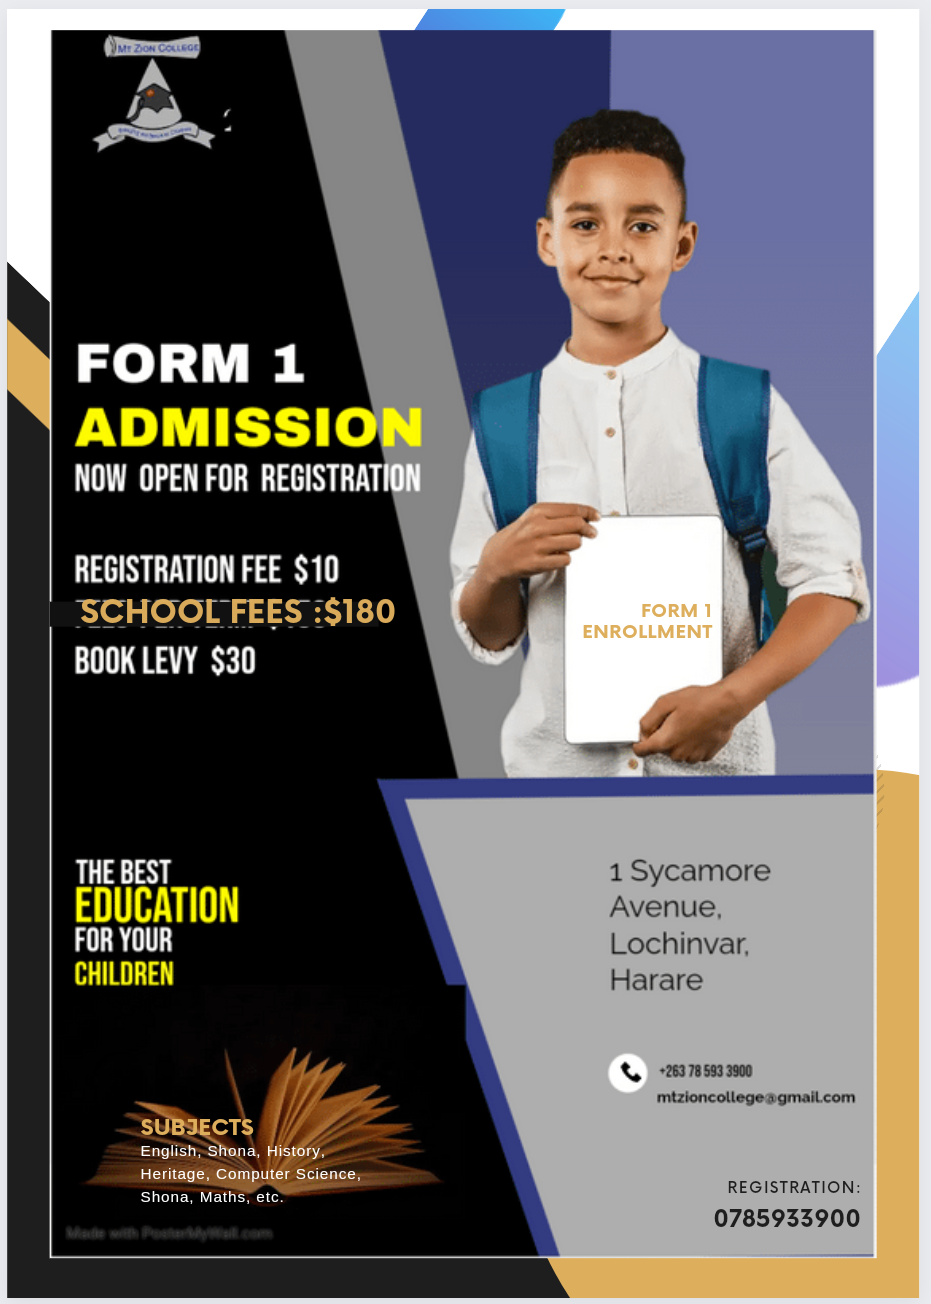 MT ZION COLLEGE
FORM 1
ADMISSION
NOW OPEN FOR REGISTRATION
REGISTRATION FEE $10
SCHOOL FEES :$180
BOOK LEVY $30
FORM 1
ENROLLMENT
THE BEST
EDUCATION
FOR YOUR
CHILDREN
1 Sycamore
Avenue,
Lochinvar,
Harare
+263 78 593 3900
mtzioncollege@gmail.com
SUBJECTS
English, Shona, History,
Heritage, Computer Science,
Shona, Maths, etc.
REGISTRATION:
0785933900
Made with PosterMyWall.com